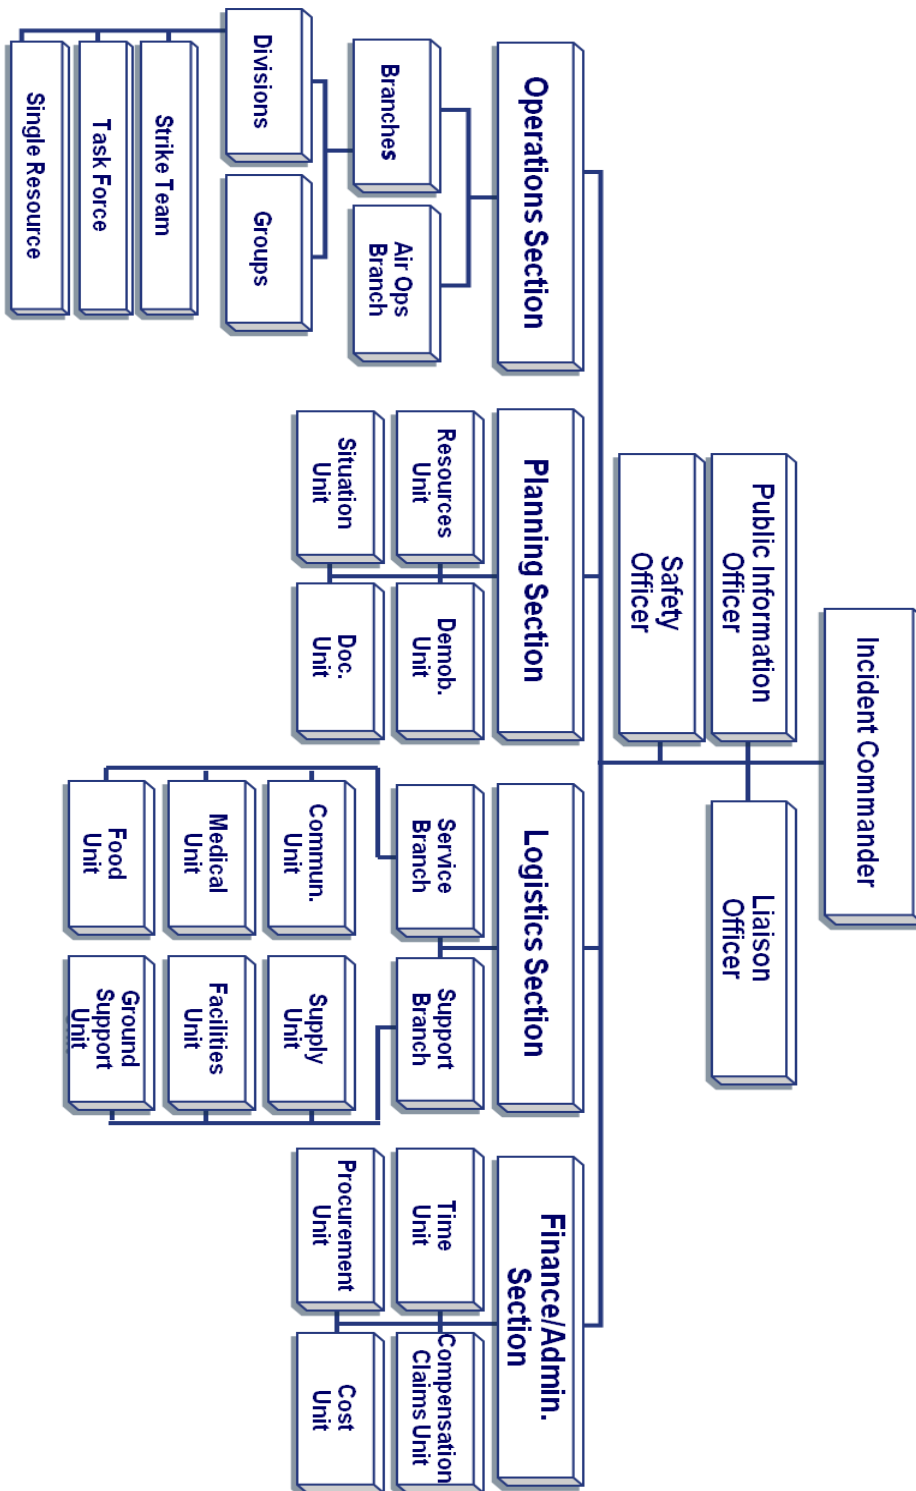 Incident Commander
Public Information
Officer
Liaison
Officer
Safety
Officer
Operations Section
Planning Section
Logistics Section
Finance/Admin.
Section
Branches
Air Ops
Branch
Divisions
Groups
Strike Team
Task Force
Single Resource
Resources
Unit
Demob.
Unit
Situation
Unit
Doc.
Unit
Service
Branch
Support
Branch
Commun.
Unit
Supply
Unit
Medical
Unit
Facilities
Unit
Food
Unit
Ground
Support
Unit
Time
Unit
Compensation
Claims Unit
Procurement
Unit
Cost
Unit